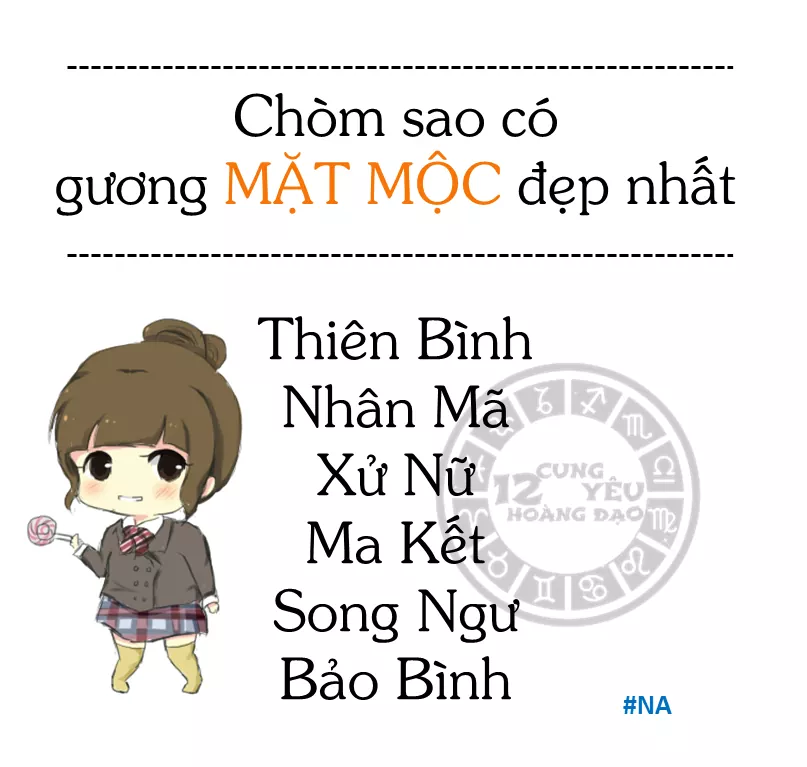 Chòm sao có
gương MẶT MỘC đẹp nhất
Thiên Bình
Nhân Mã
Xử Nữ
Ma Kết
Song Ngư
Bảo Bình
12 CUNG
YÊU
HOÀNG ĐẠO
#NA